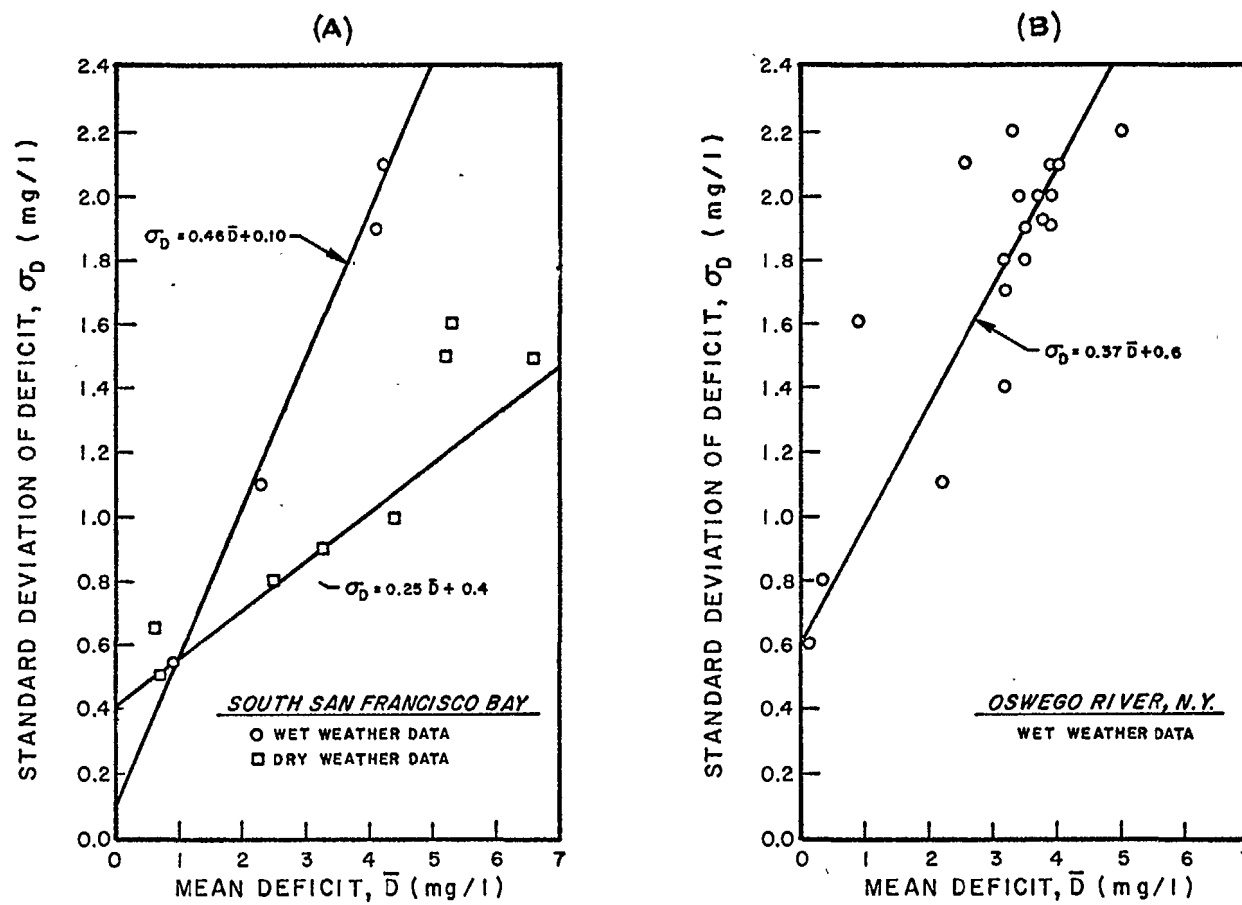 (A)
STANDARD DEVIATION OF DEFICIT, σD (mg/l)
2.4
2.2
2.0
1.8
1.6
1.4
1.2
1.0
0.8
0.6
0.4
0.2
0.0
σD = 0.46D̄+0.10
σD = 0.25 D̄ + 0.4
SOUTH SAN FRANCISCO BAY
WET WEATHER DATA
DRY WEATHER DATA
0 1 2 3 4 5 6 7
MEAN DEFICIT, D̄ (mg/l)
(B)
STANDARD DEVIATION OF DEFICIT, σD (mg/l)
2.4
2.2
2.0
1.8
1.6
1.4
1.2
1.0
0.8
0.6
0.4
0.2
0.0
σD = 0.37 D̄ + 0.6
OSWEGO RIVER, N.Y.
WET WEATHER DATA
0 1 2 3 4 5 6 7
MEAN DEFICIT, D̄ (mg/l)